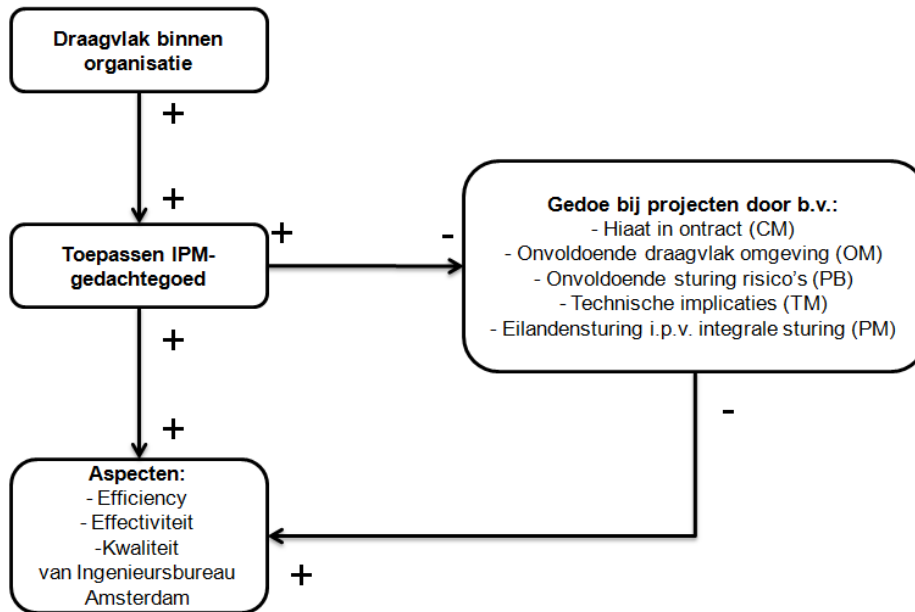 Draagvlak binnen
organisatie
+
+
Toepassen IPM-
gedachtegoed
+
-
Gedoe bij projecten door b.v.:
- Hiaat in ontract (CM)
- Onvoldoende draagvlak omgeving (OM)
- Onvoldoende sturing risico's (PB)
- Technische implicaties (TM)
- Eilandensturing i.p.v. integrale sturing (PM)
+
+
-
Aspecten:
- Efficiency
- Effectiviteit
-Kwaliteit
van Ingenieursbureau
Amsterdam
+